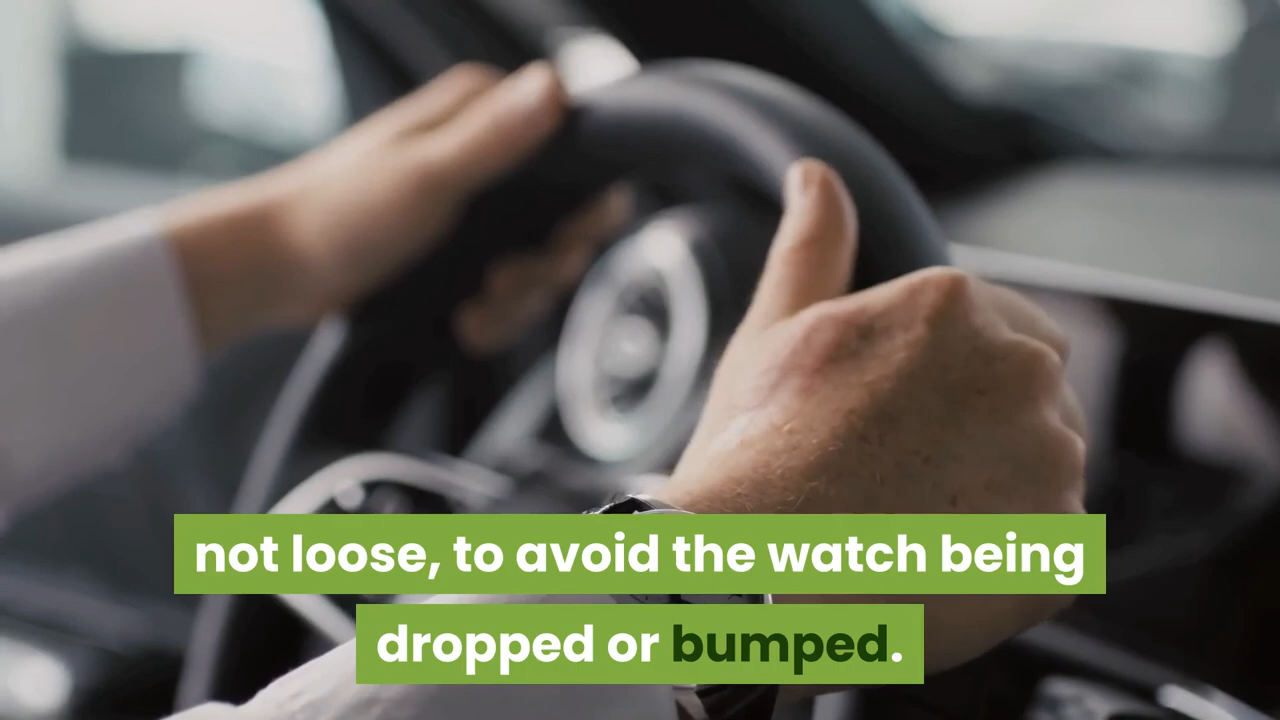 not loose, to avoid the watch being
dropped or bumped.